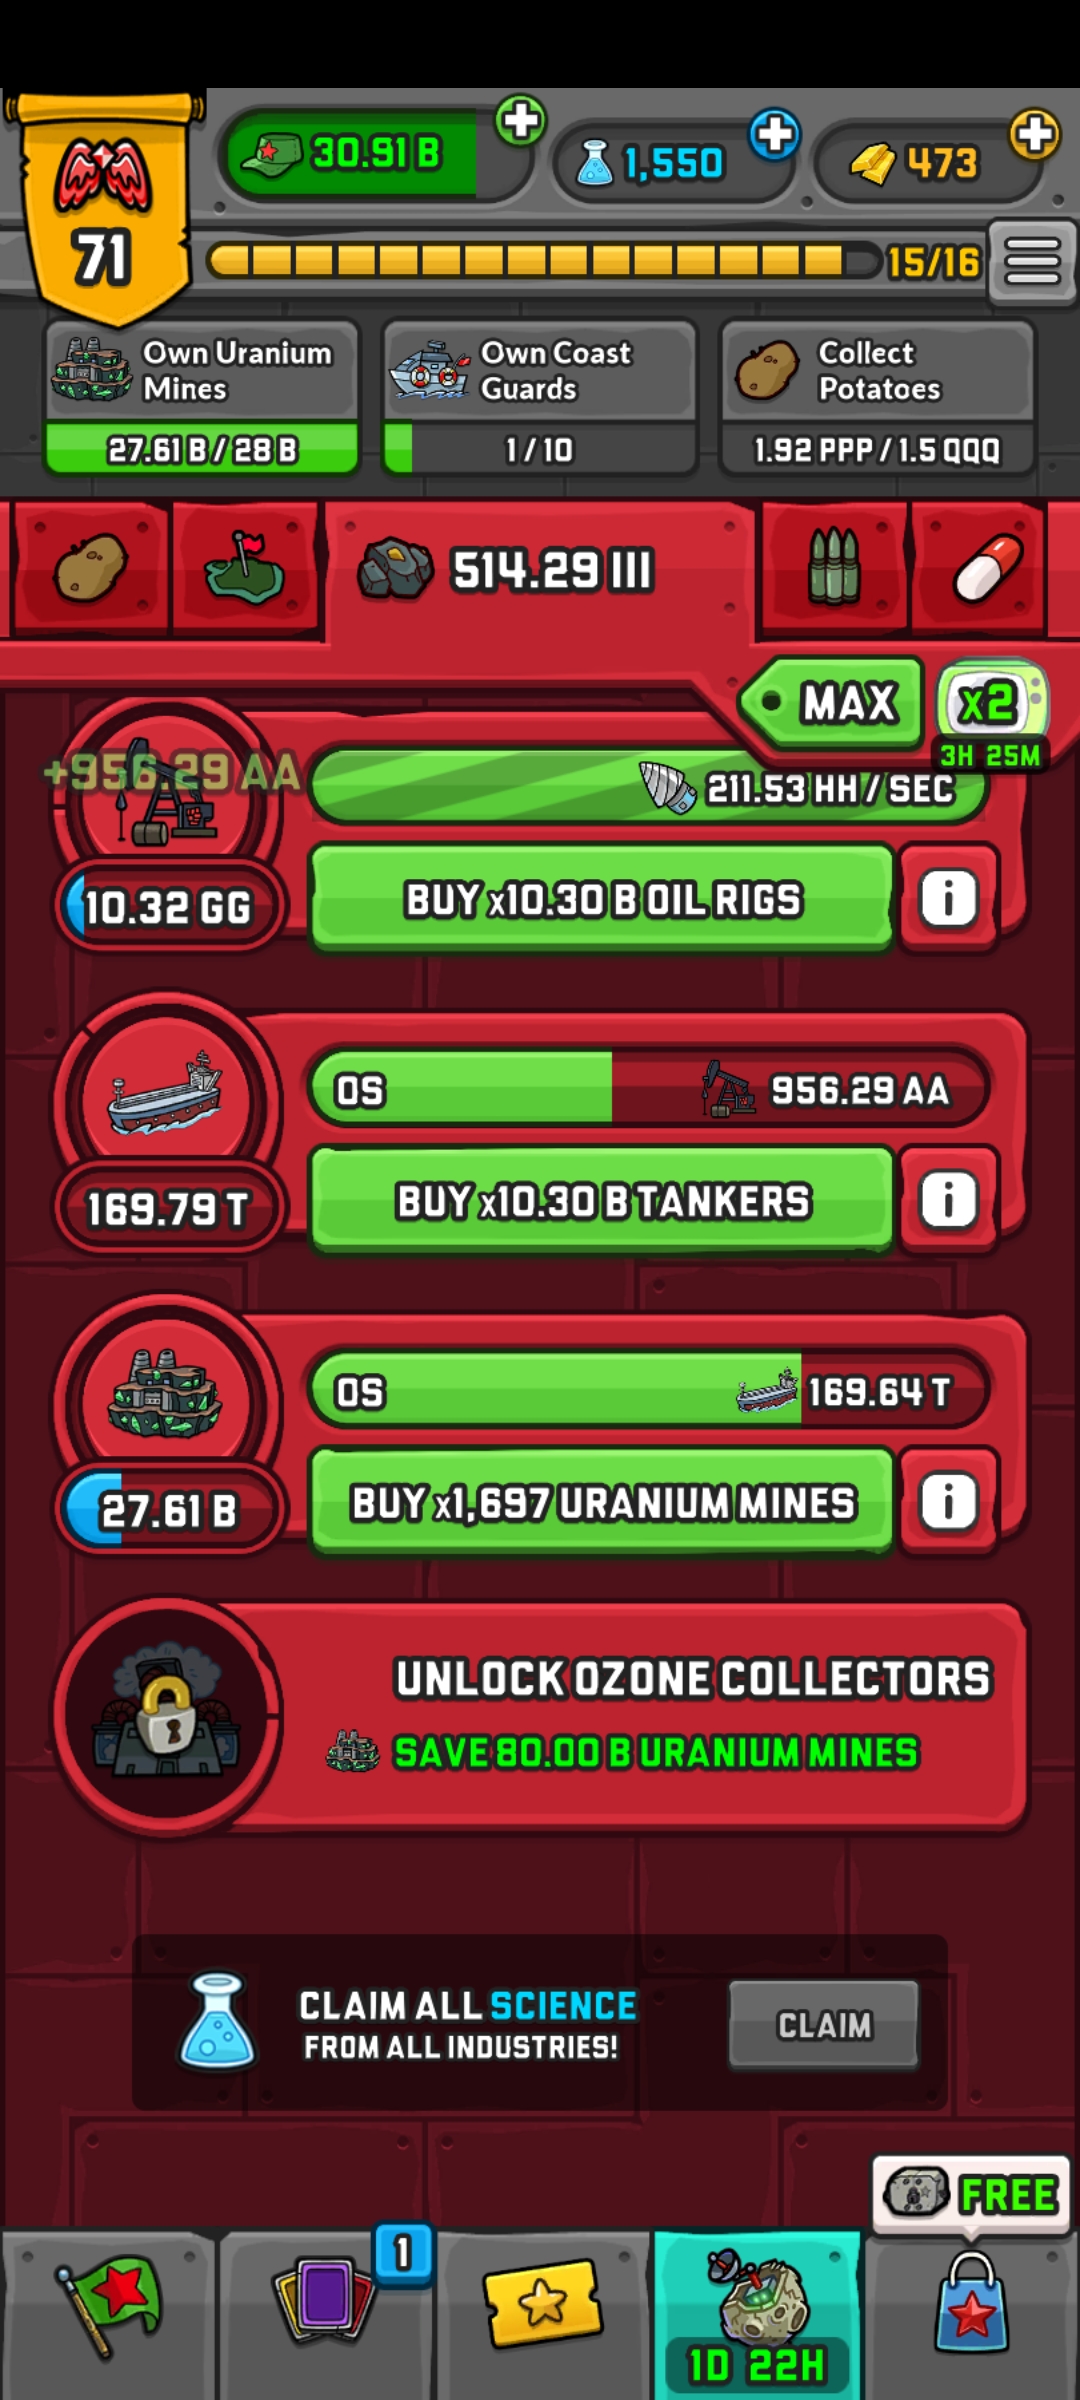 71
30.91 B
1,550
473
15/16
Own Uranium Mines
27.61 B / 28 B
Own Coast Guards
1 / 10
Collect Potatoes
1.92 PPP / 1.5 QQQ
514.29 III
MAX
x2
3H 25M
+956.29 AA
211.53 HH / SEC
10.32 GG
BUY x10.30 B OIL RIGS
i
0S
956.29 AA
169.79 T
BUY x10.30 B TANKERS
i
0S
169.64 T
27.61 B
BUY x1,697 URANIUM MINES
i
UNLOCK OZONE COLLECTORS
SAVE 80.00 B URANIUM MINES
CLAIM ALL SCIENCE
FROM ALL INDUSTRIES!
CLAIM
FREE
1
1D 22H